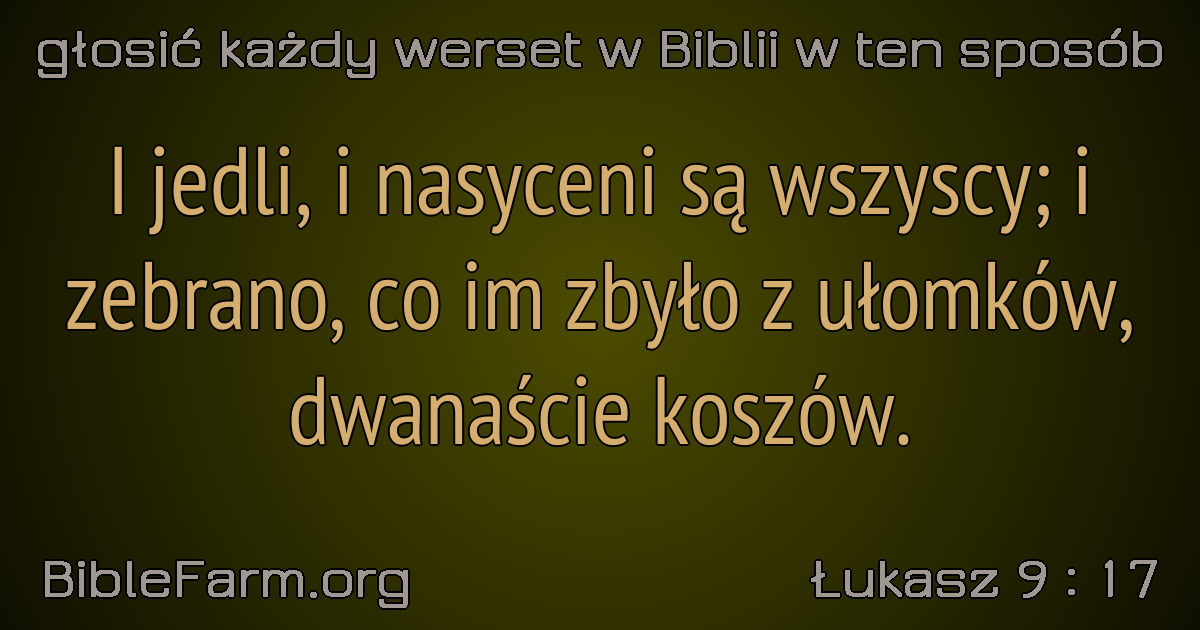 głosić każdy werset w Biblii w ten sposób
I jedli, i nasyceni są wszyscy; i
zebrano, co im zbyło z ułomków,
dwanaście koszów.
BibleFarm.org
Łukasz 9 : 17